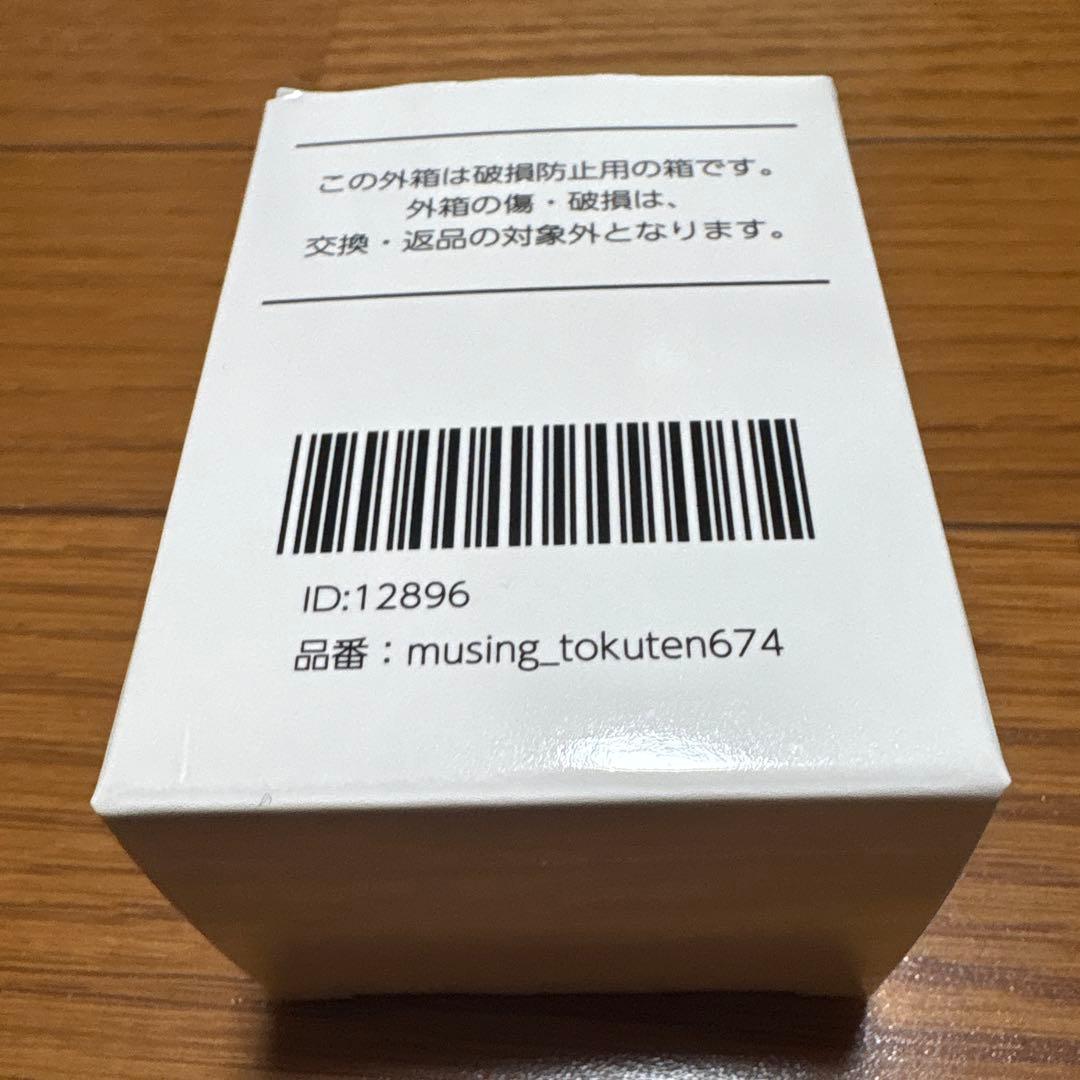 この外箱は破損防止用の箱です。
外箱の傷・破損は、
交換・返品の対象外となります。
ID:12896
品番：musing_tokuten674